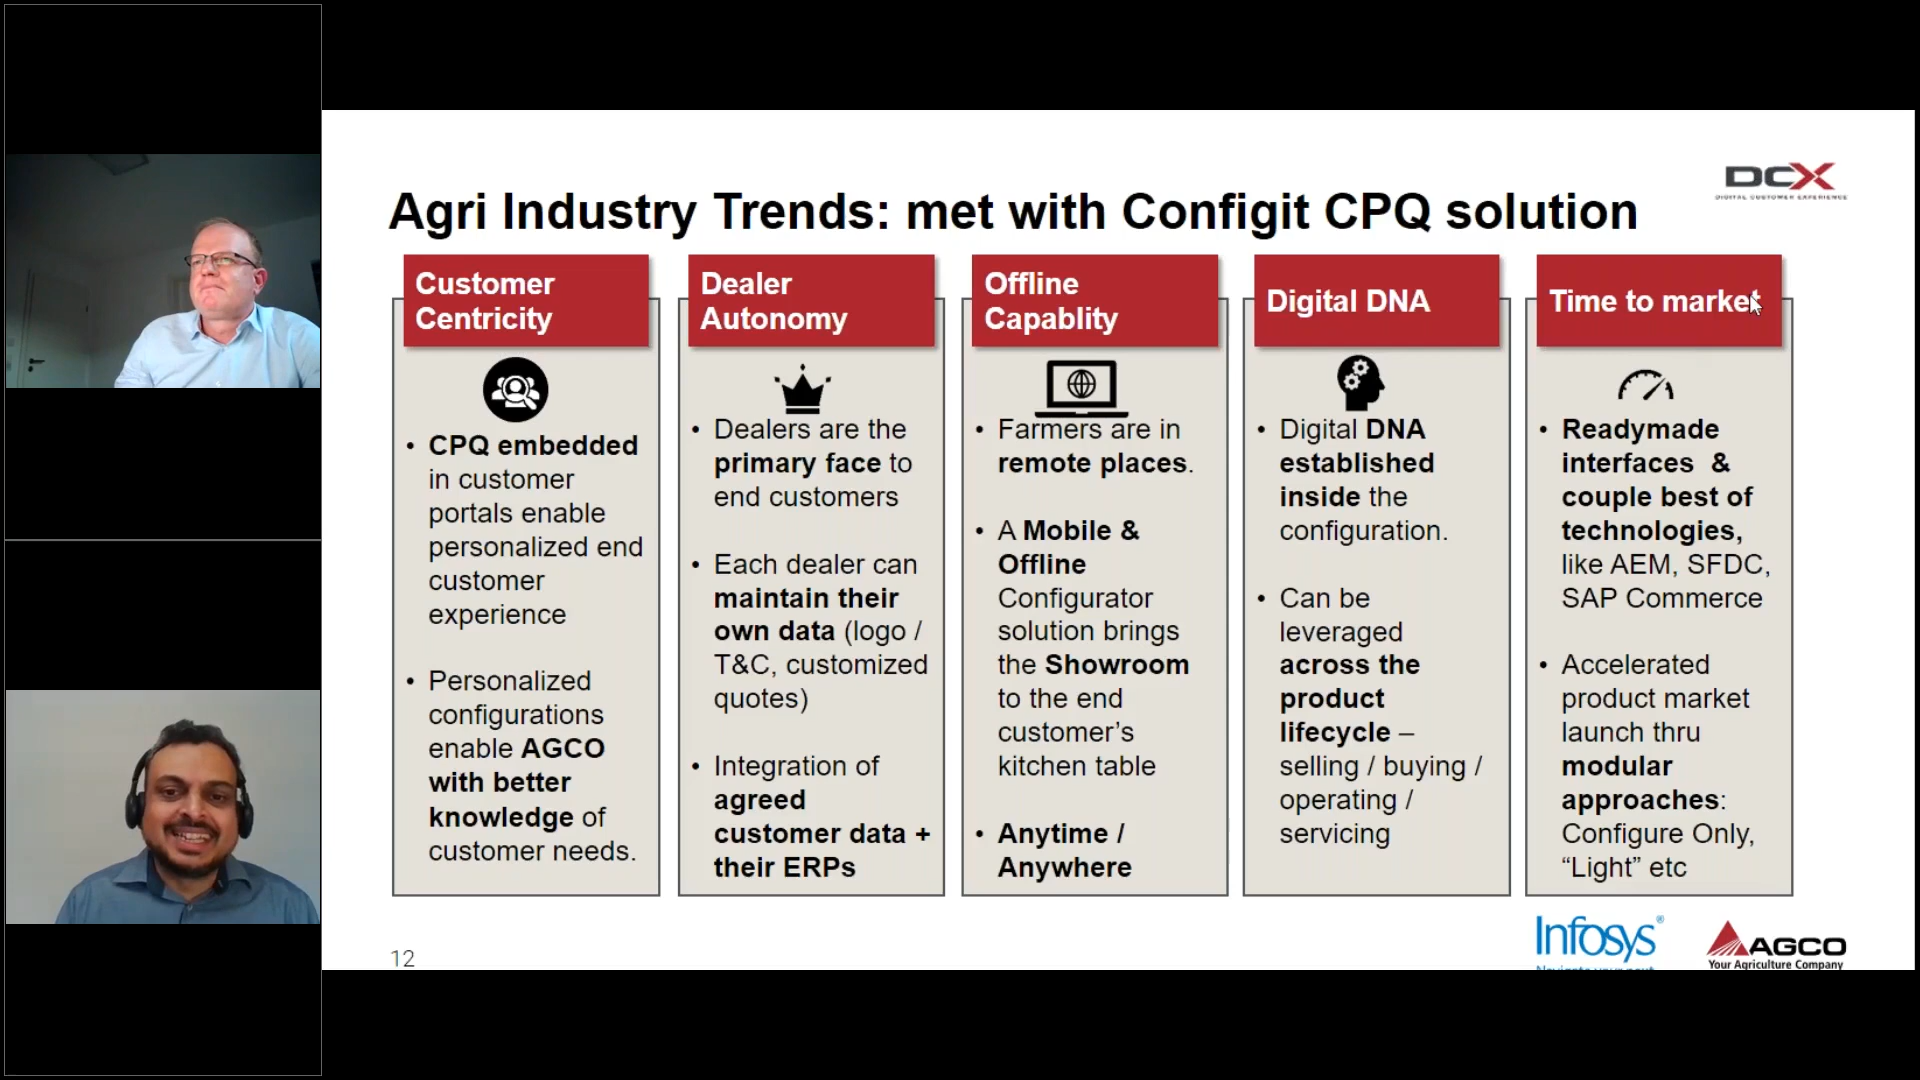 DCX
DIGITAL CUSTOMER EXPERIENCE
Agri Industry Trends: met with Configit CPQ solution
Customer
Centricity
• CPQ embedded
in customer
portals enable
personalized end
customer
experience
• Personalized
configurations
enable AGCO
with better
knowledge of
customer needs.
Dealer
Autonomy
• Dealers are the
primary face to
end customers
• Each dealer can
maintain their
own data (logo /
T&C, customized
quotes)
• Integration of
agreed
customer data +
their ERPs
Offline
Capablity
• Farmers are in
remote places.
• A Mobile &
Offline
Configurator
solution brings
the Showroom
to the end
customer’s
kitchen table
• Anytime /
Anywhere
Digital DNA
• Digital DNA
established
inside the
configuration.
• Can be
leveraged
across the
product
lifecycle –
selling / buying /
operating /
servicing
Time to market
• Readymade
interfaces &
couple best of
technologies,
like AEM, SFDC,
SAP Commerce
• Accelerated
product market
launch thru
modular
approaches:
Configure Only,
“Light” etc
12
Infosys®
AGCO
Your Agriculture Company